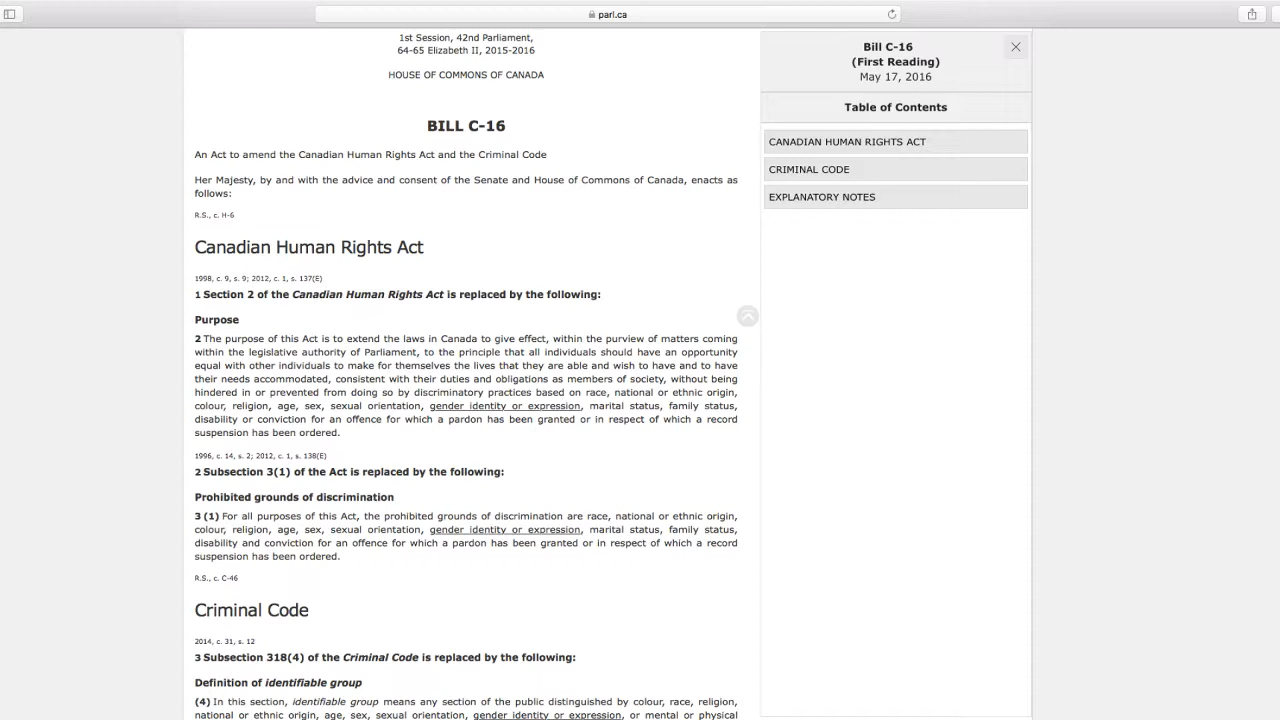 parl.ca
1st Session, 42nd Parliament,
64-65 Elizabeth II, 2015-2016
HOUSE OF COMMONS OF CANADA
BILL C-16
An Act to amend the Canadian Human Rights Act and the Criminal Code
Her Majesty, by and with the advice and consent of the Senate and House of Commons of Canada, enacts as
follows:
R.S., c. H-6
Canadian Human Rights Act
1998, c. 9, s. 9; 2012, c. 1, s. 137(E)
1 Section 2 of the Canadian Human Rights Act is replaced by the following:
Purpose
2 The purpose of this Act is to extend the laws in Canada to give effect, within the purview of matters coming
within the legislative authority of Parliament, to the principle that all individuals should have an opportunity
equal with other individuals to make for themselves the lives that they are able and wish to have and to have
their needs accommodated, consistent with their duties and obligations as members of society, without being
hindered in or prevented from doing so by discriminatory practices based on race, national or ethnic origin,
colour, religion, age, sex, sexual orientation, gender identity or expression, marital status, family status,
disability or conviction for an offence for which a pardon has been granted or in respect of which a record
suspension has been ordered.
1996, c. 14, s. 2; 2012, c. 1, s. 138(E)
2 Subsection 3(1) of the Act is replaced by the following:
Prohibited grounds of discrimination
3 (1) For all purposes of this Act, the prohibited grounds of discrimination are race, national or ethnic origin,
colour, religion, age, sex, sexual orientation, gender identity or expression, marital status, family status,
disability and conviction for an offence for which a pardon has been granted or in respect of which a record
suspension has been ordered.
R.S., c. C-46
Criminal Code
2014, c. 31, s. 12
3 Subsection 318(4) of the Criminal Code is replaced by the following:
Definition of identifiable group
(4) In this section, identifiable group means any section of the public distinguished by colour, race, religion,
national or ethnic origin, age, sex, sexual orientation, gender identity or expression, or mental or physical
Bill C-16
(First Reading)
May 17, 2016
Table of Contents
CANADIAN HUMAN RIGHTS ACT
CRIMINAL CODE
EXPLANATORY NOTES